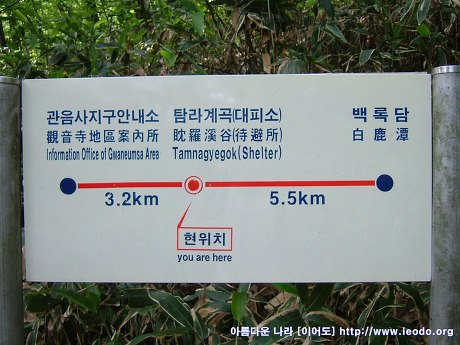 관음사지구안내소 탐라계곡(대피소) 백록담
觀音寺地區案內所 眈羅溪谷(待避所) 白鹿潭
Information Office of Gwaneumsa Area Tamnagyegok(Shelter)
3.2km 5.5km
현위치
you are here
아름다운 나라 [이어도] http://www.ieodo.org